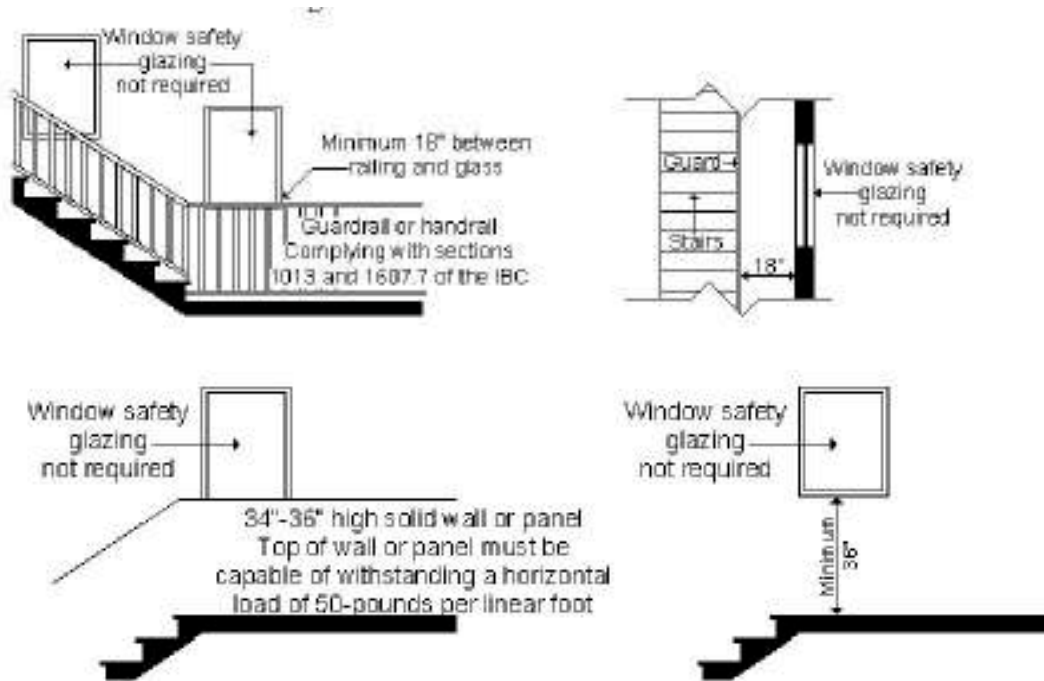 Window safety
glazing
not required
Minimum 18" between
railing and glass
Guardrail or handrail
Complying with sections
1013 and 1607.7 of the IBC
Guard
Stairs
18"
Window safety
glazing
not required
Window safety
glazing
not required
34"-36" high solid wall or panel
Top of wall or panel must be
capable of withstanding a horizontal
load of 50-pounds per linear foot
Window safety
glazing
not required
Minimum
36"